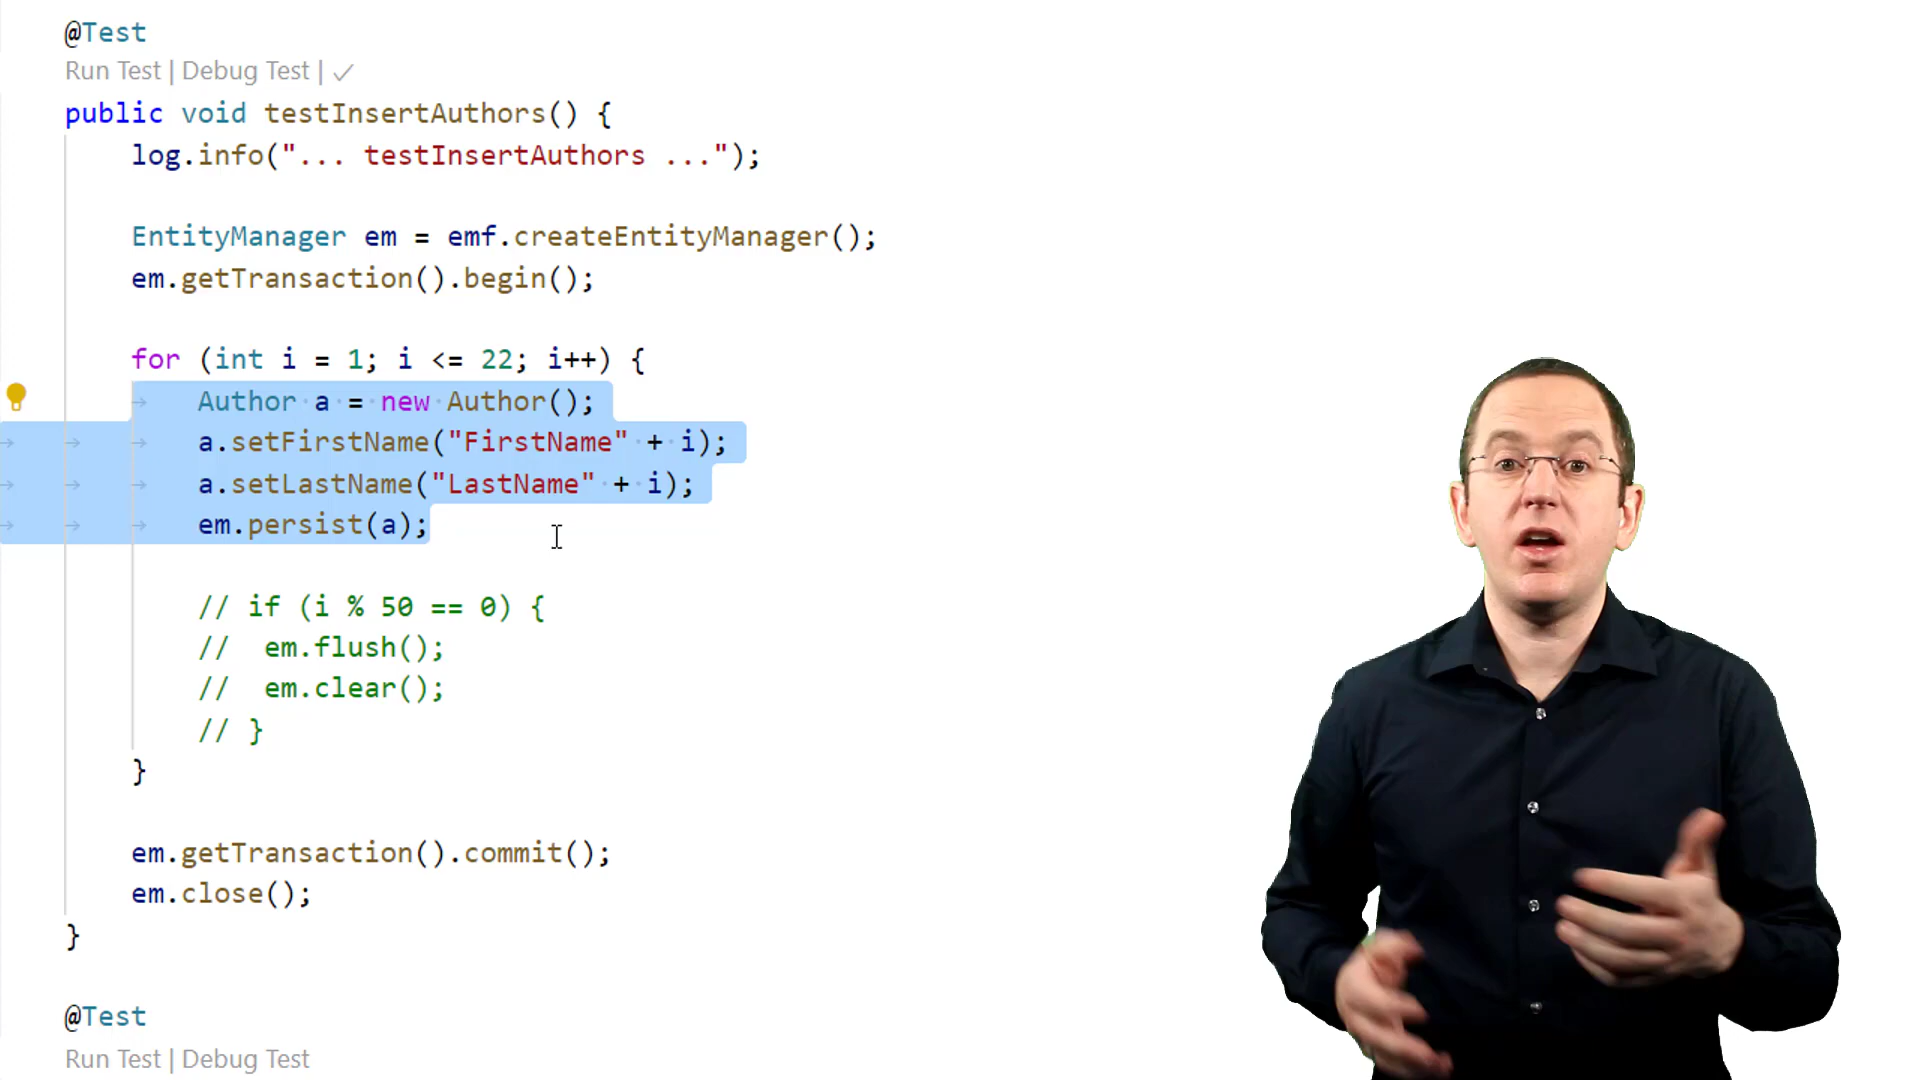 @Test
Run Test | Debug Test | ✓
public void testInsertAuthors() {
log.info("... testInsertAuthors ...");
EntityManager em = emf.createEntityManager();
em.getTransaction().begin();
for (int i = 1; i <= 22; i++) {
Author a = new Author();
a.setFirstName("FirstName" + i);
a.setLastName("LastName" + i);
em.persist(a);
// if (i % 50 == 0) {
//  em.flush();
//  em.clear();
// }
}
em.getTransaction().commit();
em.close();
}
@Test
Run Test | Debug Test